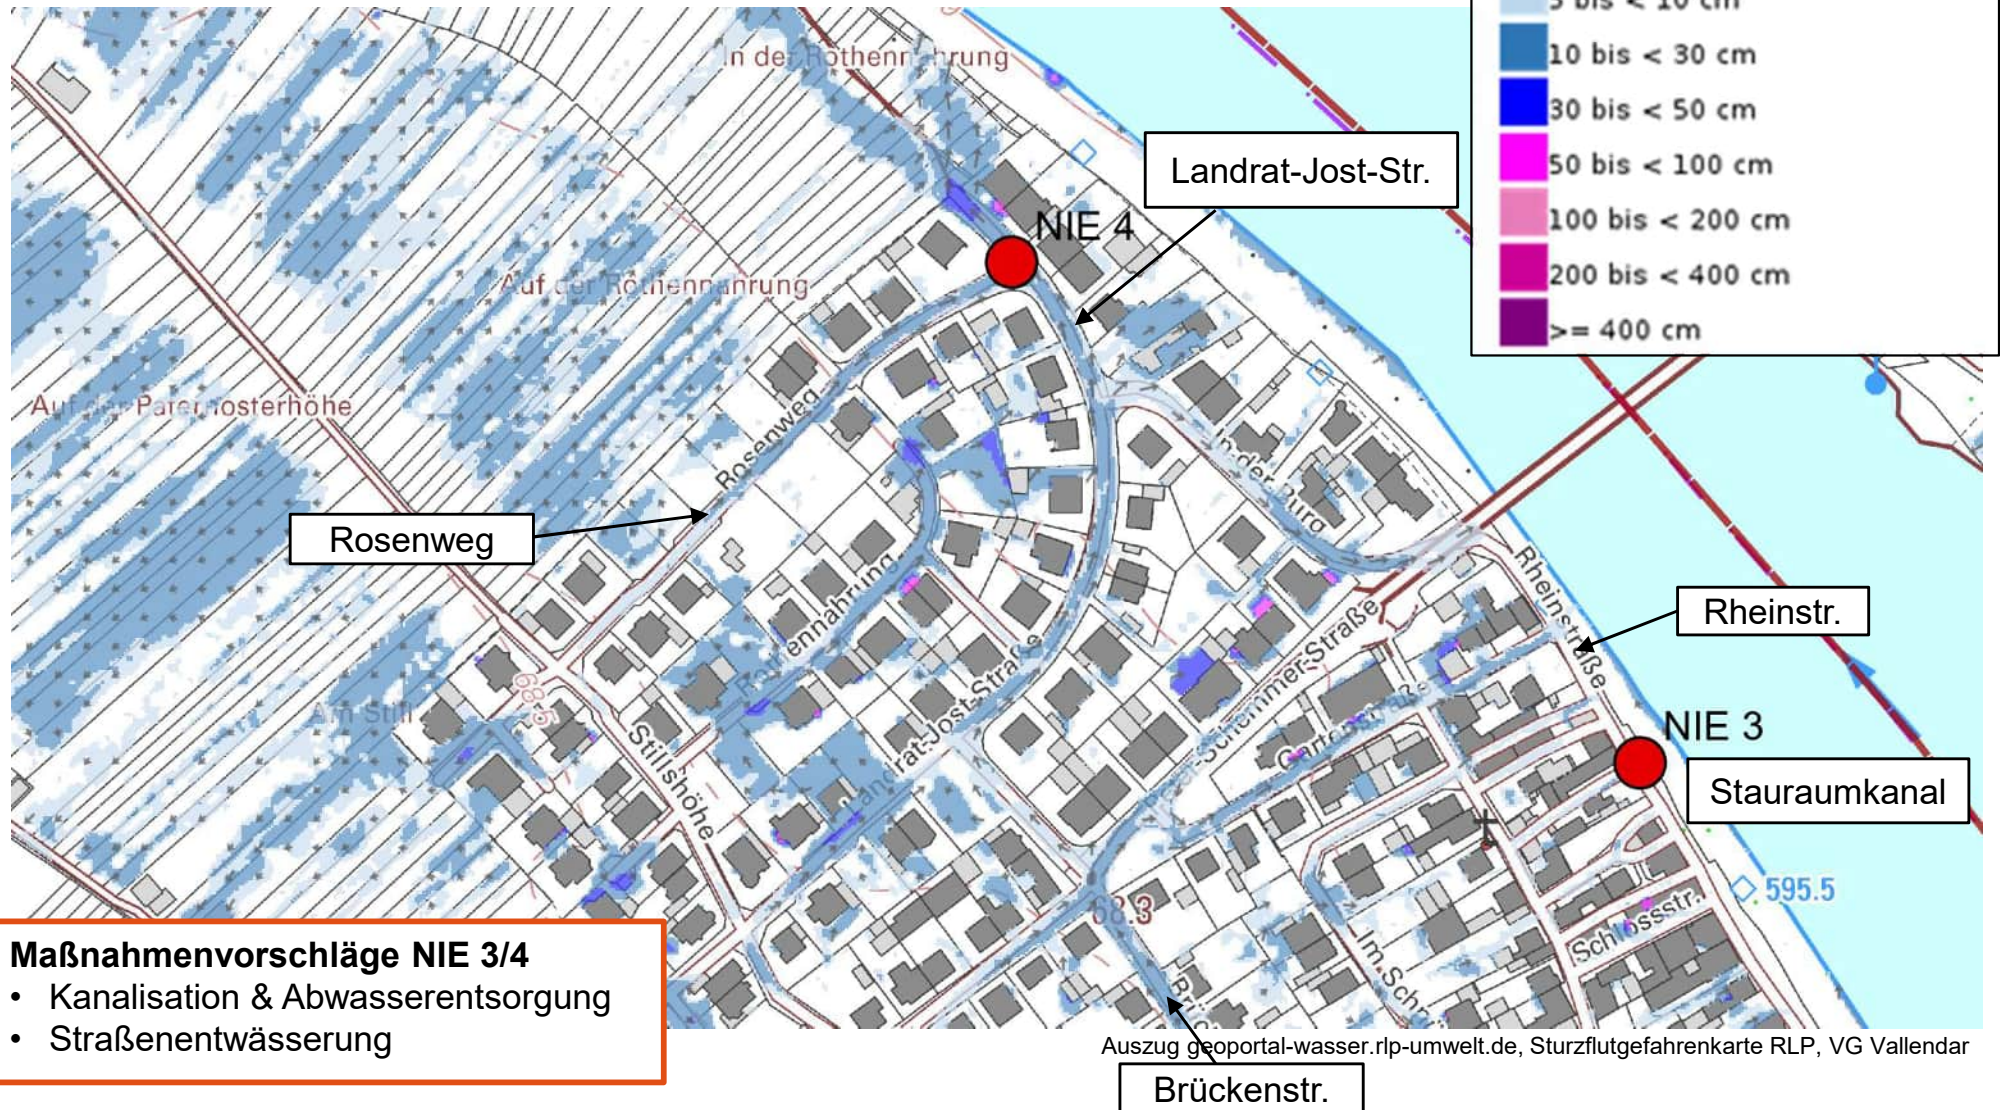 5 bis < 10 cm
10 bis < 30 cm
30 bis < 50 cm
50 bis < 100 cm
100 bis < 200 cm
200 bis < 400 cm
>= 400 cm
In der Rothennahrung
Landrat-Jost-Str.
NIE 4
Auf der Rothennahrung
Auf der Paternosterhöhe
Rosenweg
In der Burg
Rosenweg
Rheinstraße
Rheinstr.
Rothennahrung
Landrat-Jost-Straße
68.5
Am Still
Stillshöhe
Gartenstraße
NIE 3
Stauraumkanal
Landrat-Jost-Straße
595.5
68.3
Schlossstr.
Maßnahmenvorschläge NIE 3/4
• Kanalisation & Abwasserentsorgung
• Straßenentwässerung
Auszug geoportal-wasser.rlp-umwelt.de, Sturzflutgefahrenkarte RLP, VG Vallendar
Brückenstr.